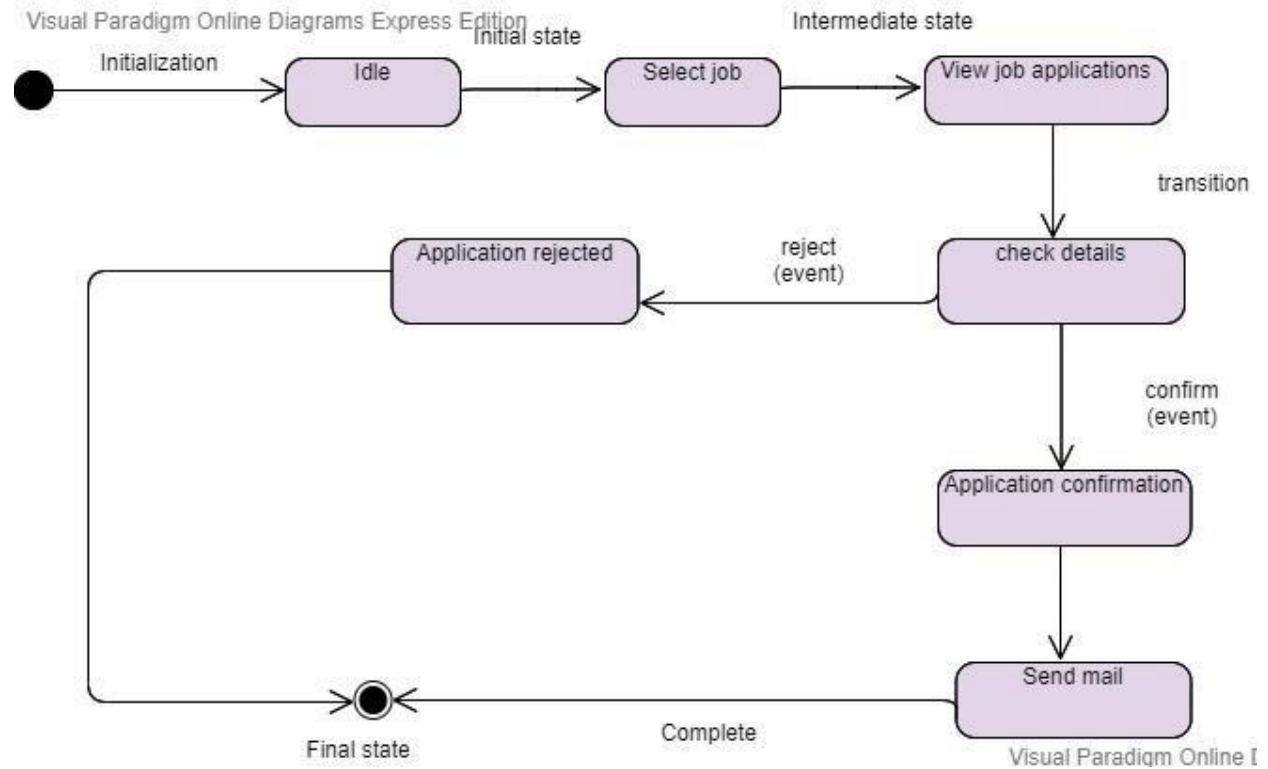 Visual Paradigm Online Diagrams Express Edition
Initial state
Intermediate state
Initialization
Idle
Select job
View job applications
transition
Application rejected
reject
(event)
check details
confirm
(event)
Application confirmation
Send mail
Complete
Final state
Visual Paradigm Online